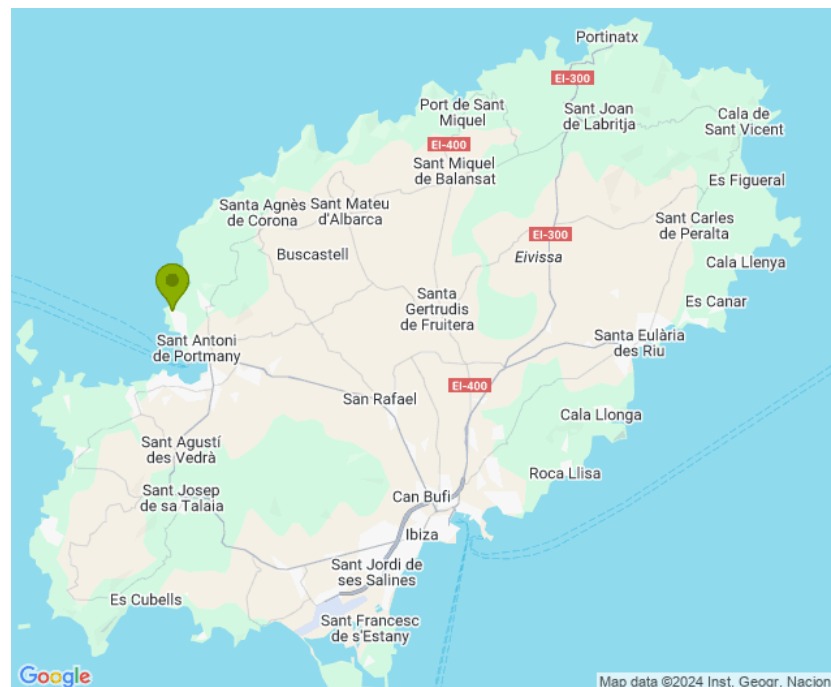 Portinatx
EI-300
Port de Sant
Miquel
Sant Joan
de Labritja
Cala de
Sant Vicent
EI-400
Sant Miquel
de Balansat
Es Figueral
Santa Agnès
de Corona
Sant Mateu
d'Albarca
Sant Carles
de Peralta
EI-300
Buscastell
Eivissa
Cala Llenya
Santa
Gertrudis
de Fruitera
Es Canar
Sant Antoni
de Portmany
Santa Eulària
des Riu
EI-400
San Rafael
Cala Llonga
Sant Agustí
des Vedrà
Roca Llisa
Sant Josep
de sa Talaia
Can Bufi
Ibiza
Sant Jordi de
ses Salines
Es Cubells
Sant Francesc
de s'Estany
Google
Map data ©2024 Inst. Geogr. Nacion